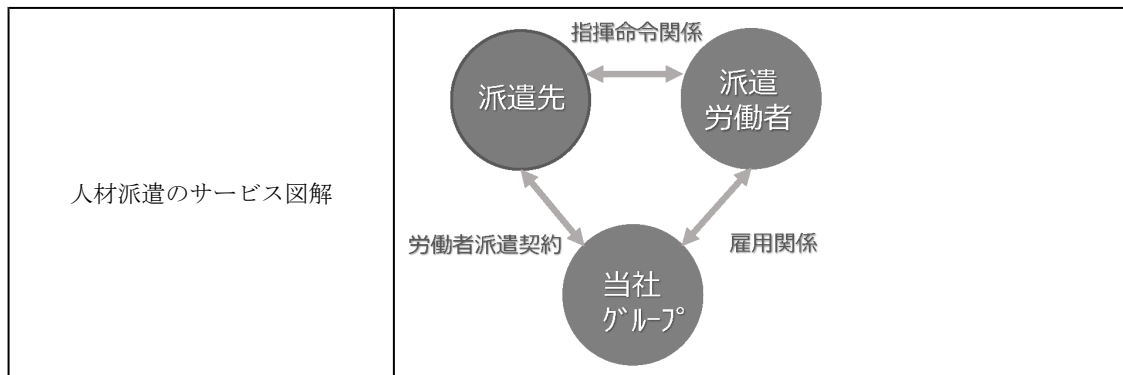 人材派遣のサービス図解
指揮命令関係
派遣先
派遣
労働者
労働者派遣契約
雇用関係
当社
ｸﾞﾙｰﾌﾟ